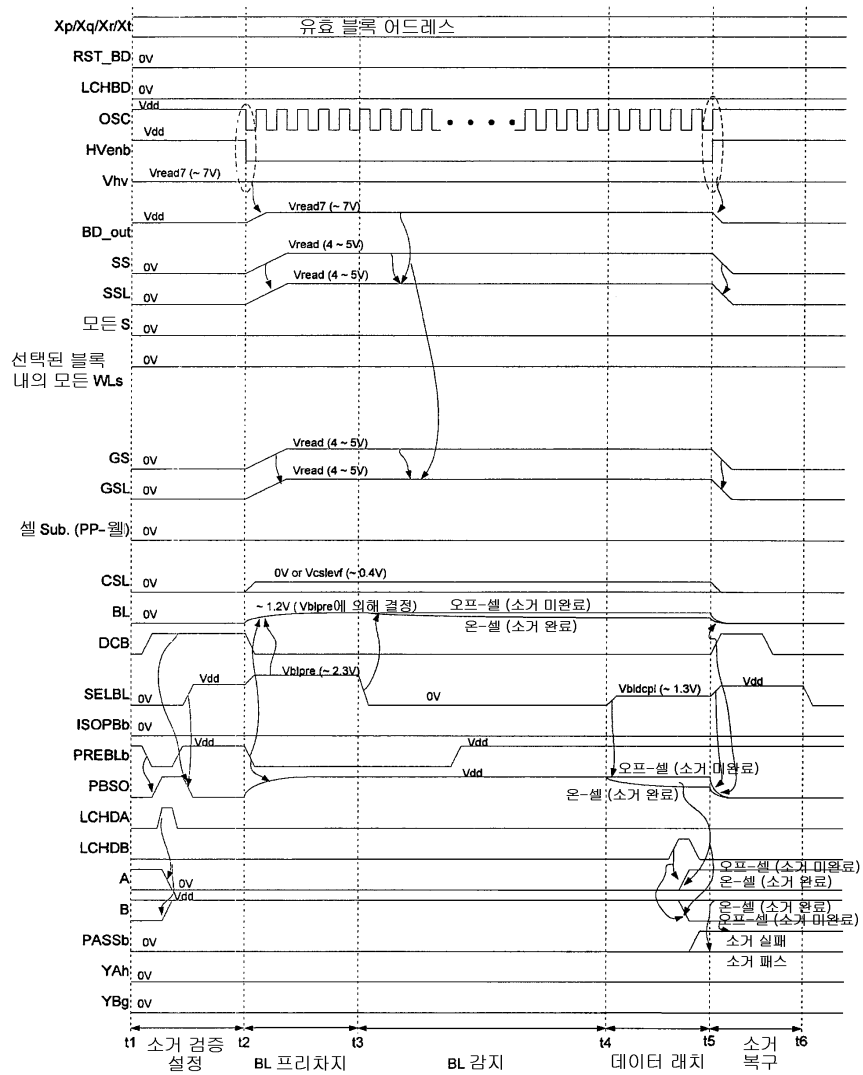 Xp/Xq/Xr/Xt 유효 블록 어드레스
RST_BD 0V
LCHBD 0V
Vdd
OSC
Vdd
HVenb
Vhv Vread7 (~ 7V)
Vread7 (~ 7V)
Vdd
BD_out
Vread (4 ~ 5V)
SS 0V
Vread (4 ~ 5V)
SSL 0V
모든 S 0V
선택된 블록
내의 모든 WLs
0V
Vread (4 ~ 5V)
GS 0V
Vread (4 ~ 5V)
GSL 0V
셀 Sub. (PP-웰) 0V
0V or Vcslevf (~ 0.4V)
CSL 0V
~ 1.2V ( Vblpre에 의해 결정) 오프-셀 (소거 미완료)
BL 0V 온-셀 (소거 완료)
DCB
Vdd Vblpre (~ 2.3V) Vbldcpl (~ 1.3V) Vdd
SELBL 0V 0V
ISOPBb 0V
PREBLb Vdd Vdd
Vdd 오프-셀 (소거 미완료)
PBSO 온-셀 (소거 완료)
LCHDA
LCHDB
오프-셀 (소거 미완료)
A 0V 온-셀 (소거 완료)
Vdd 온-셀 (소거 완료)
B 오프-셀 (소거 미완료)
PASSb 0V 소거 실패
소거 패스
YAh 0V
YBg 0V
t1 t2 t3 t4 t5 t6
소거 검증
설정
BL 프리차지
BL 감지
데이터 래치
소거
복구